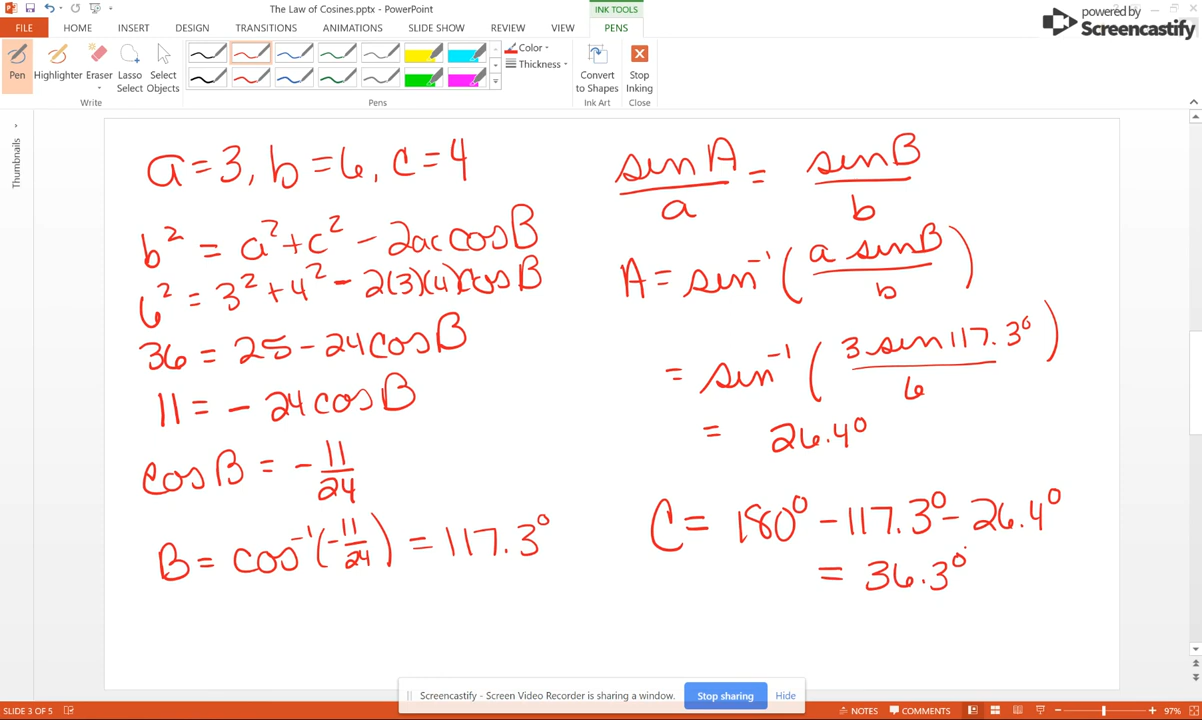 The Law of Cosines.pptx - PowerPoint
INK TOOLS
powered by
Screencastify
FILE HOME INSERT DESIGN TRANSITIONS ANIMATIONS SLIDE SHOW REVIEW VIEW PENS
Pen Highlighter Eraser Lasso Select Select Objects
Color
Thickness
Convert to Shapes
Stop Inking
Write Pens Ink Art Close
Thumbnails
a = 3, b = 6, c = 4
b² = a² + c² - 2ac cos B
6² = 3² + 4² - 2(3)(4)cos B
36 = 25 - 24 cos B
11 = - 24 cos B
cos B = - 11/24
B = cos⁻¹(-11/24) = 117.3°
sin A / a = sin B / b
A = sin⁻¹(a sin B / b)
= sin⁻¹(3 sin 117.3° / 6)
= 26.4°
C = 180° - 117.3° - 26.4°
= 36.3°
Screencastify - Screen Video Recorder is sharing a window. Stop sharing Hide
SLIDE 3 OF 5 NOTES COMMENTS 97%